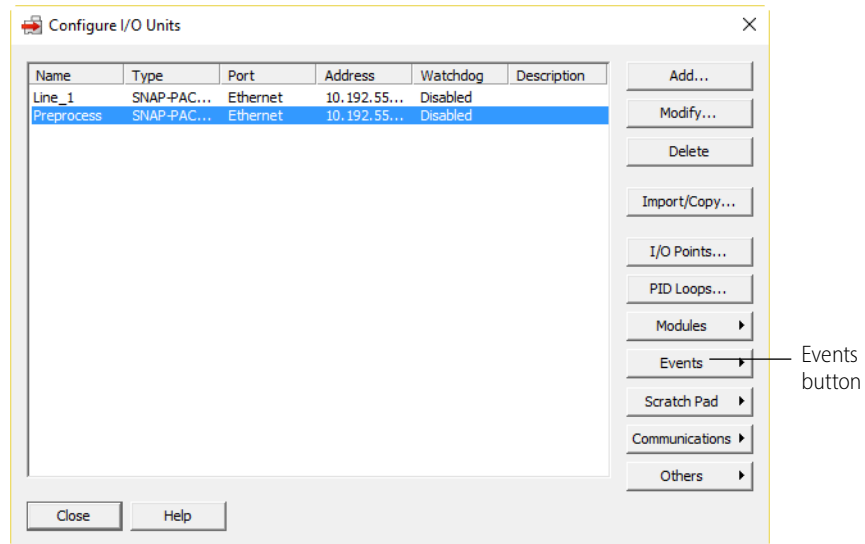 Configure I/O Units
Name Type Port Address Watchdog Description
Line_1 SNAP-PAC... Ethernet 10.192.55... Disabled
Preprocess SNAP-PAC... Ethernet 10.192.55... Disabled
Add...
Modify...
Delete
Import/Copy...
I/O Points...
PID Loops...
Modules
Events
Scratch Pad
Communications
Others
Events
button
Close Help